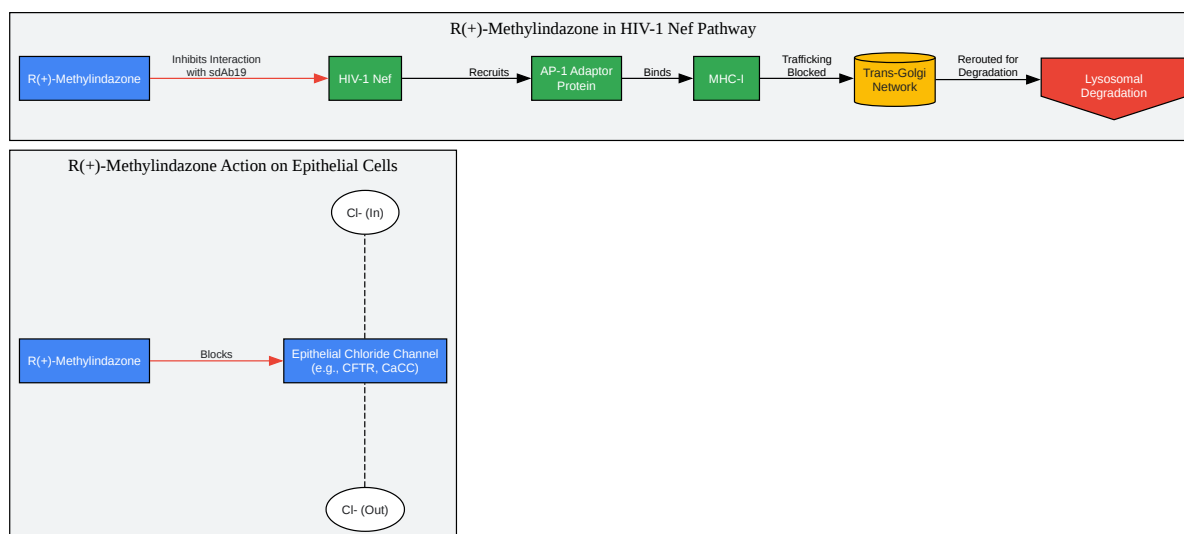 R(+)-Methylindazone in HIV-1 Nef Pathway
R(+)-Methylindazone
Inhibits Interaction
with sdAb19
HIV-1 Nef
Recruits
AP-1 Adaptor
Protein
Binds
MHC-I
Trafficking
Blocked
Trans-Golgi
Network
Rerouted for
Degradation
Lysosomal
Degradation
R(+)-Methylindazone Action on Epithelial Cells
Cl- (In)
R(+)-Methylindazone
Blocks
Epithelial Chloride Channel
(e.g., CFTR, CaCC)
Cl- (Out)